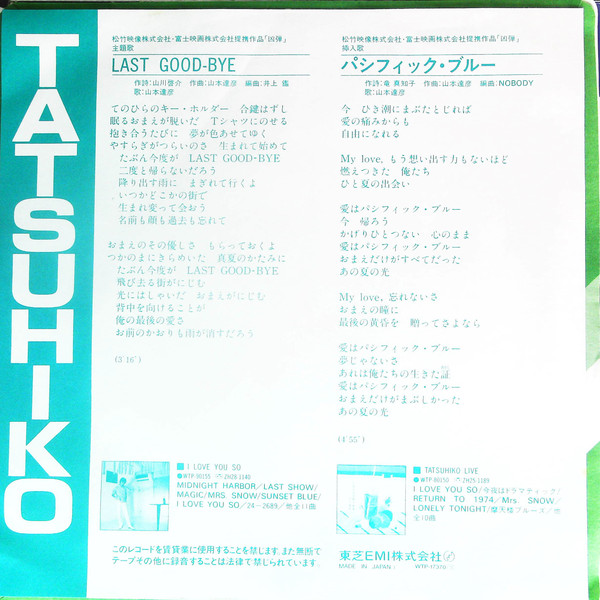 TATSUHIKO
松竹映像株式会社・富士映画株式会社提携作品「凶弾」
主題歌
LAST GOOD-BYE
作詩:山川啓介 作曲:山本達彦 編曲:井上 鑑
歌:山本達彦
てのひらのキー・ホルダー 合鍵はずし
眠るおまえが脱いだ Tシャツにのせる
抱き合うたびに 夢が色あせてゆく
やすらぎがつらいのさ 生まれて始めて
たぶん今度が LAST GOOD-BYE
二度と帰らないだろう
降り出す雨に まぎれて行くよ
いつかどこかの街で
生まれ変って会おう
名前も顔も過去も忘れて
おまえのその優しさ もらっておくよ
つかのまにきらめいた 真夏のかたみに
たぶん今度が LAST GOOD-BYE
飛び去る街がにじむ
光にはしゃいだ おまえがにじむ
背中を向けることが
俺の最後の愛さ
お前のかおりも雨が消すだろう
(3'16")
松竹映像株式会社・富士映画株式会社提携作品「凶弾」
挿入歌
パシフィック・ブルー
作詩:竜 真知子 作曲:山本達彦 編曲:NOBODY
歌:山本達彦
今 ひき潮にまぶたとじれば
愛の痛みからも
自由になれる
My love, もう想い出す力もないほど
燃えつきた 俺たち
ひと夏の出会い
愛はパシフィック・ブルー
今 帰ろう
かげりひとつない 心のまま
愛はパシフィック・ブルー
おまえだけがすべてだった
あの夏の光
My love, 忘れないさ
おまえの瞳に
最後の黄昏を 贈ってさよなら
愛はパシフィック・ブルー
夢じゃないさ
あれは俺たちの生きた証
愛はパシフィック・ブルー
おまえだけがまぶしかった
あの夏の光
(4'55")
■ I LOVE YOU SO
MIDNIGHT HARBOR/LAST SHOW/
MAGIC/MRS. SNOW/SUNSET BLUE/
I LOVE YOU SO/24-2689/他全11曲
■ TATSUHIKO LIVE
I LOVE YOU SO/今夜はドラマティック/
RETURN TO 1974/Mrs. SNOW/
LONELY TONIGHT/摩天楼ブルース/他
全10曲
このレコードを賃貸業に使用することを禁じます。また無断で
テープその他に録音することは法律で禁じられています。
東芝EMI株式会社
MADE IN JAPAN